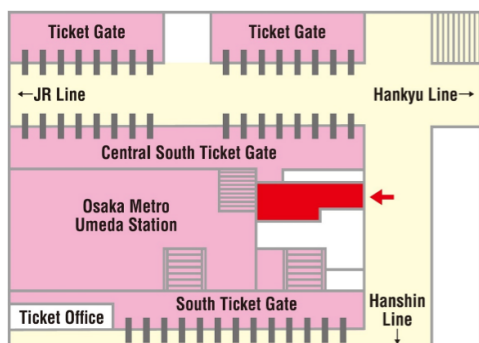 Ticket Gate
Ticket Gate
←JR Line
Hankyu Line→
Central South Ticket Gate
Osaka Metro
Umeda Station
South Ticket Gate
Ticket Office
Hanshin
Line
↓